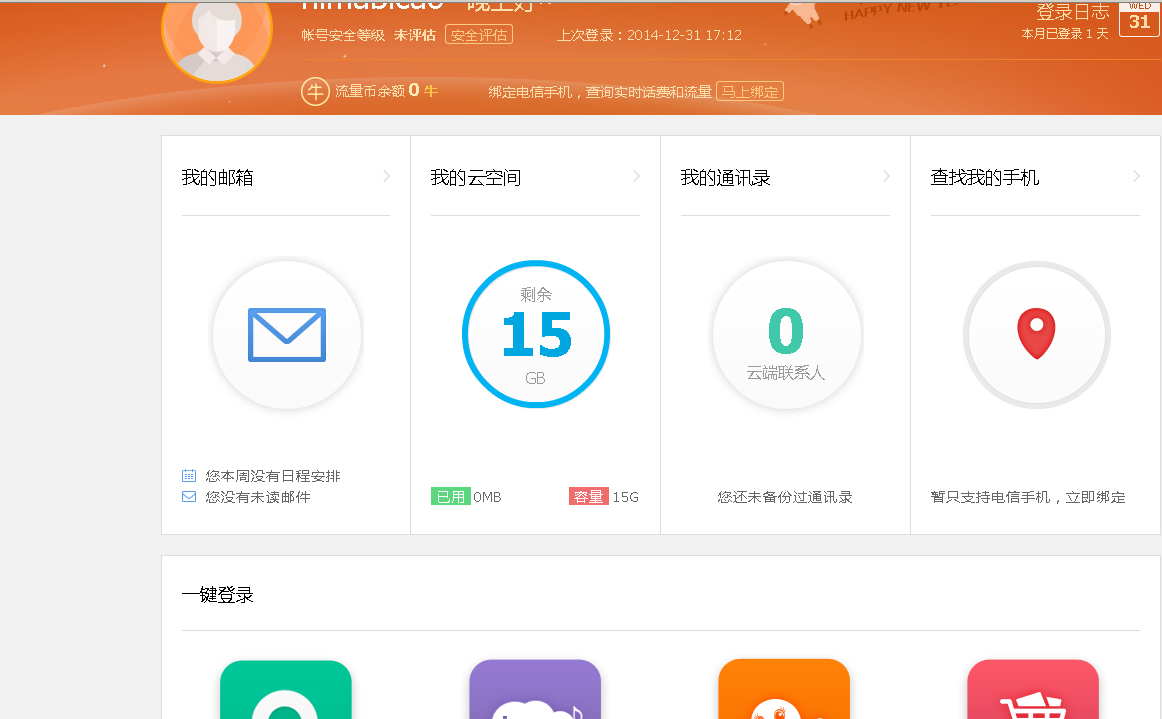 晚上好
登录日志
WED
31
帐号安全等级 未评估 安全评估 上次登录：2014-12-31 17:12
本月已登录 1 天
HAPPY NEW
牛 流量币余额 0 牛 绑定电信手机，查询实时话费和流量 马上绑定
我的邮箱
我的云空间
我的通讯录
查找我的手机
剩余
15
GB
0
云端联系人
您本周没有日程安排
您没有未读邮件
已用 0MB 容量 15G
您还未备份过通讯录
暂只支持电信手机，立即绑定
一键登录